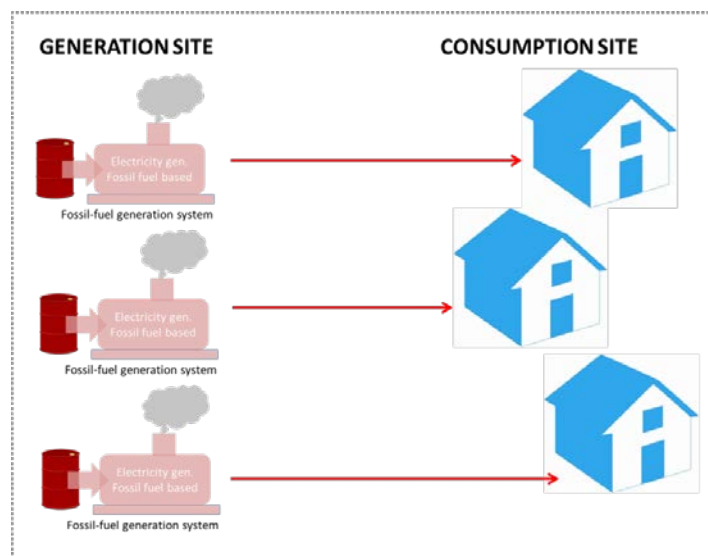 GENERATION SITE
CONSUMPTION SITE
Electricity gen.
Fossil fuel based
Fossil-fuel generation system
Electricity gen.
Fossil fuel based
Fossil-fuel generation system
Electricity gen.
Fossil fuel based
Fossil-fuel generation system